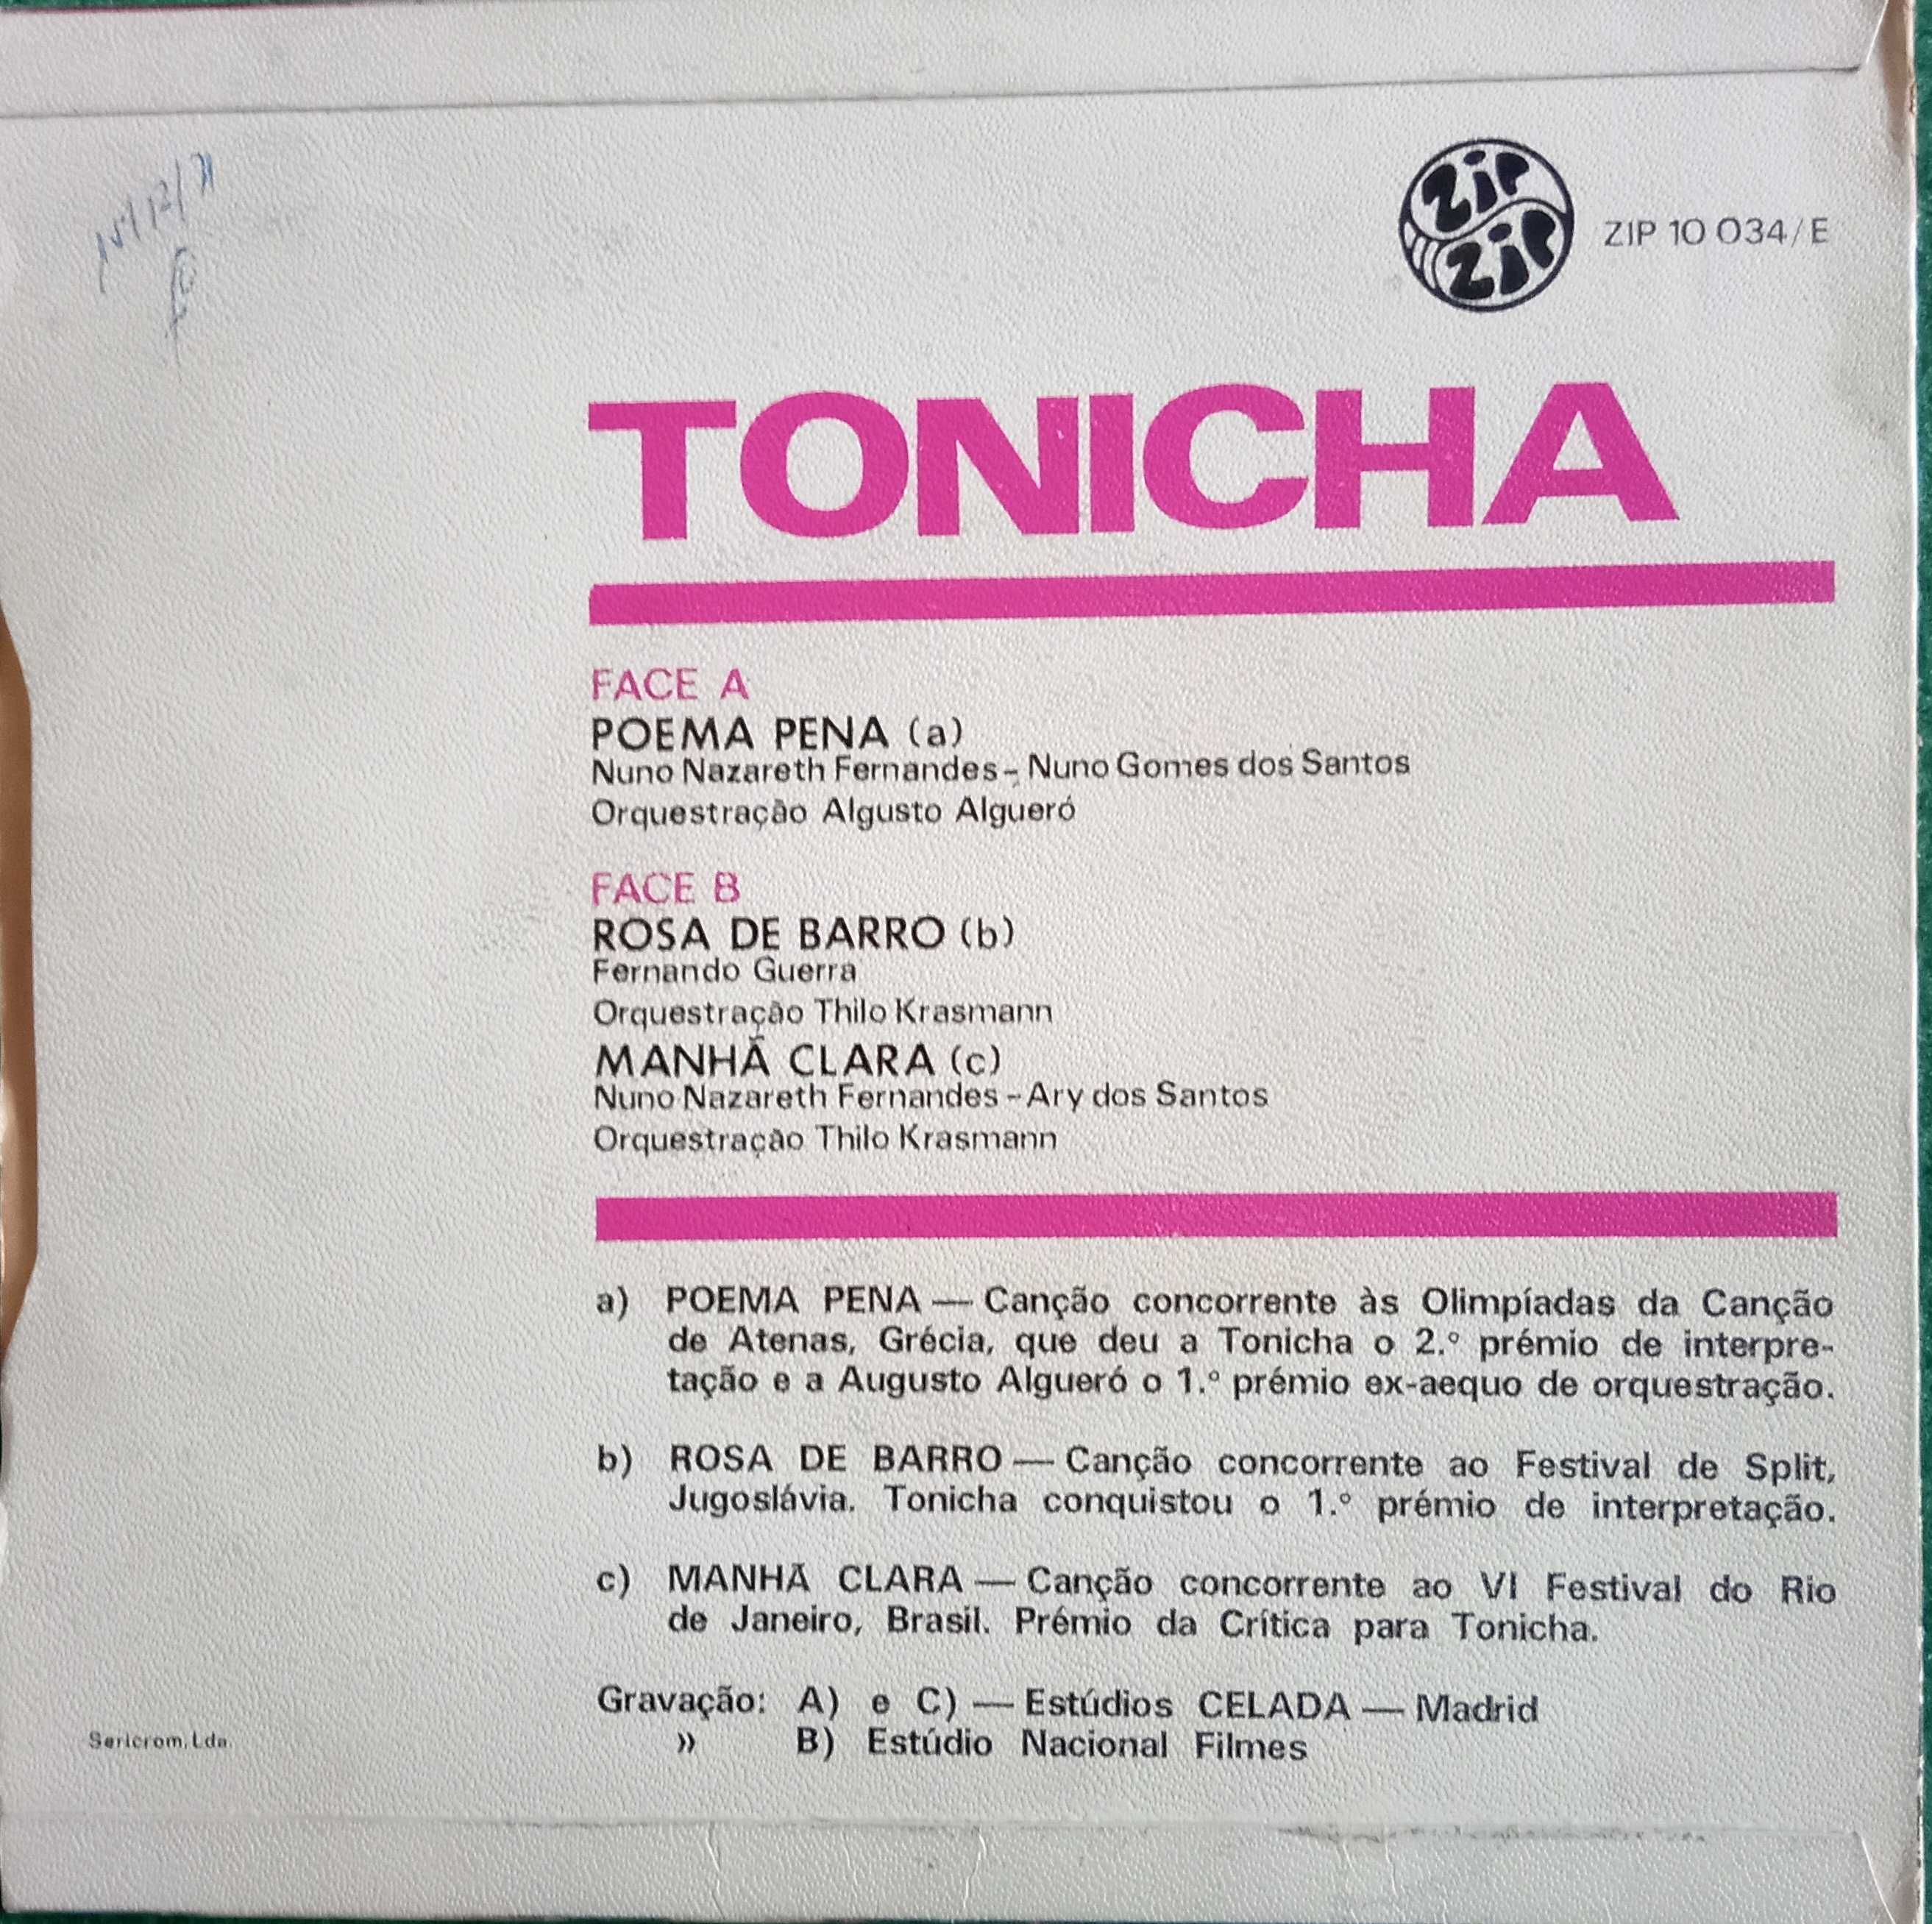 zip
zip
ZIP 10 034/E
TONICHA
FACE A
POEMA PENA (a)
Nuno Nazareth Fernandes - Nuno Gomes dos Santos
Orquestração Algusto Algueró
FACE B
ROSA DE BARRO (b)
Fernando Guerra
Orquestração Thilo Krasmann
MANHÃ CLARA (c)
Nuno Nazareth Fernandes - Ary dos Santos
Orquestração Thilo Krasmann
a) POEMA PENA — Canção concorrente às Olimpíadas da Canção
de Atenas, Grécia, que deu a Tonicha o 2.º prémio de interpre-
tação e a Augusto Algueró o 1.º prémio ex-aequo de orquestração.
b) ROSA DE BARRO — Canção concorrente ao Festival de Split,
Jugoslávia. Tonicha conquistou o 1.º prémio de interpretação.
c) MANHÃ CLARA — Canção concorrente ao VI Festival do Rio
de Janeiro, Brasil. Prémio da Crítica para Tonicha.
Gravação: A) e C) — Estúdios CELADA — Madrid
» B) Estúdio Nacional Filmes
Sericrom, Lda.